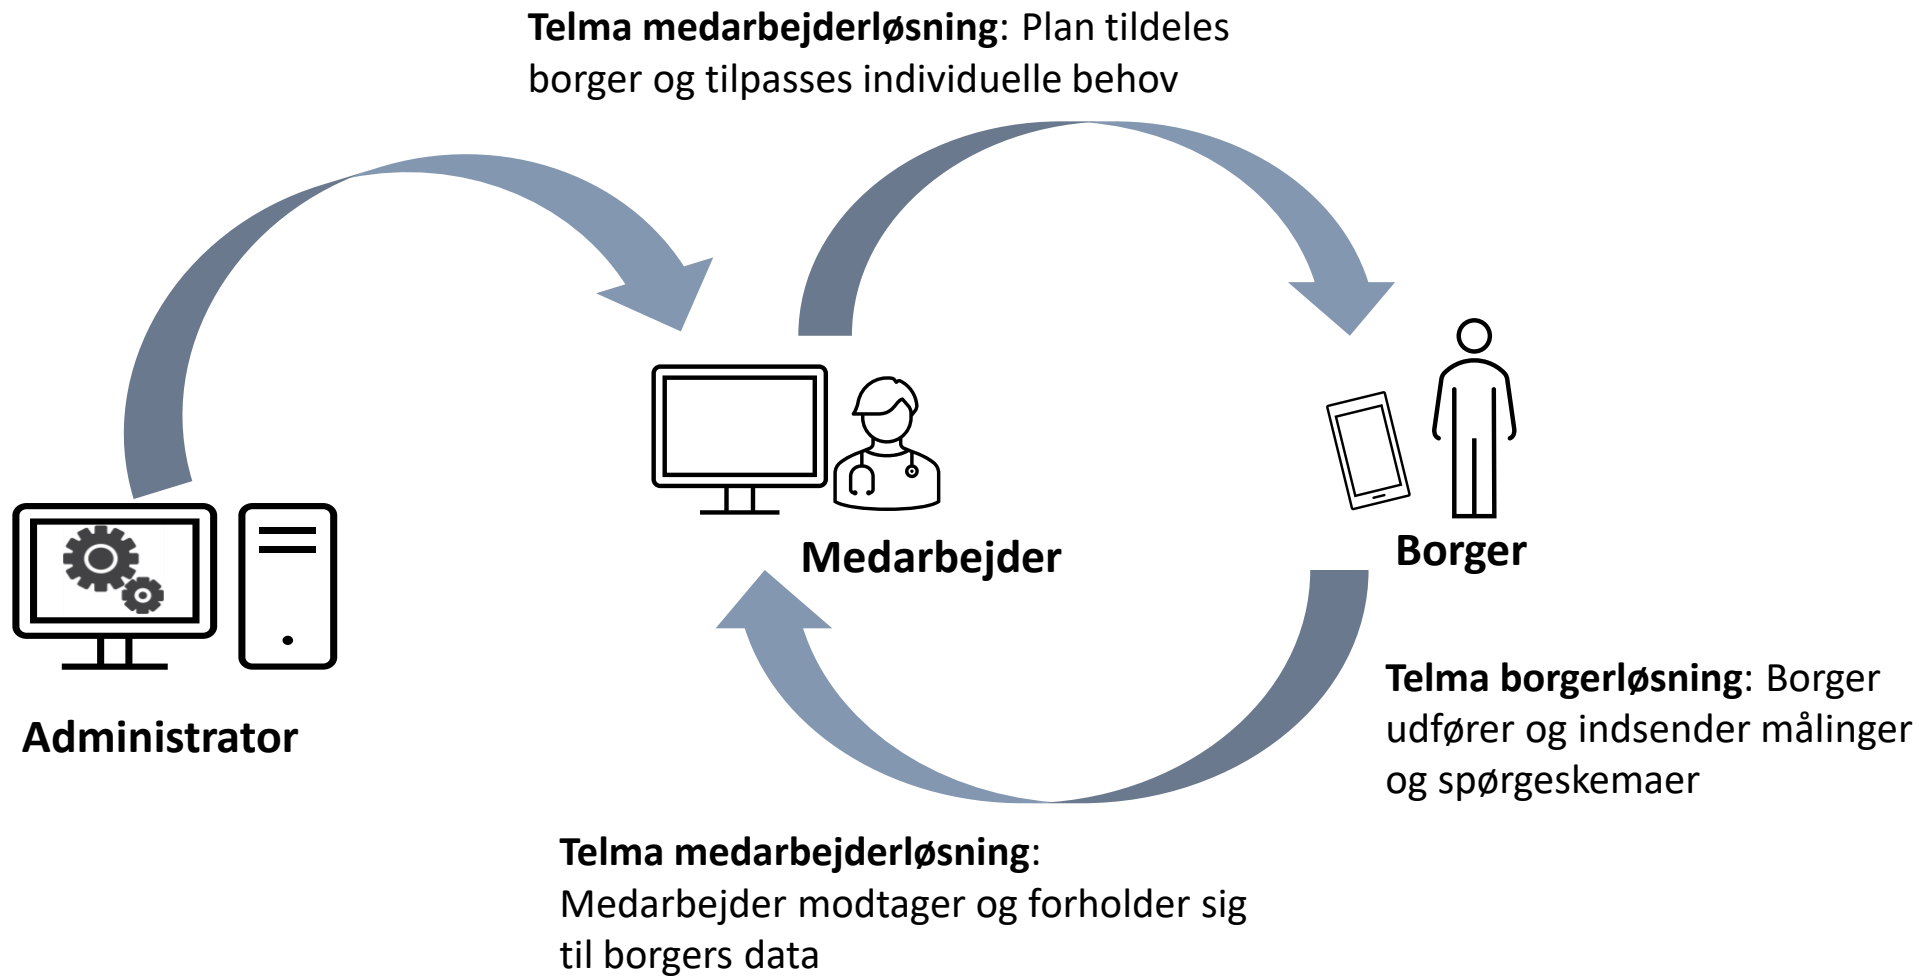 Telma medarbejderløsning: Plan tildeles
borger og tilpasses individuelle behov
Medarbejder
Borger
Administrator
Telma borgerløsning: Borger
udfører og indsender målinger
og spørgeskemaer
Telma medarbejderløsning:
Medarbejder modtager og forholder sig
til borgers data